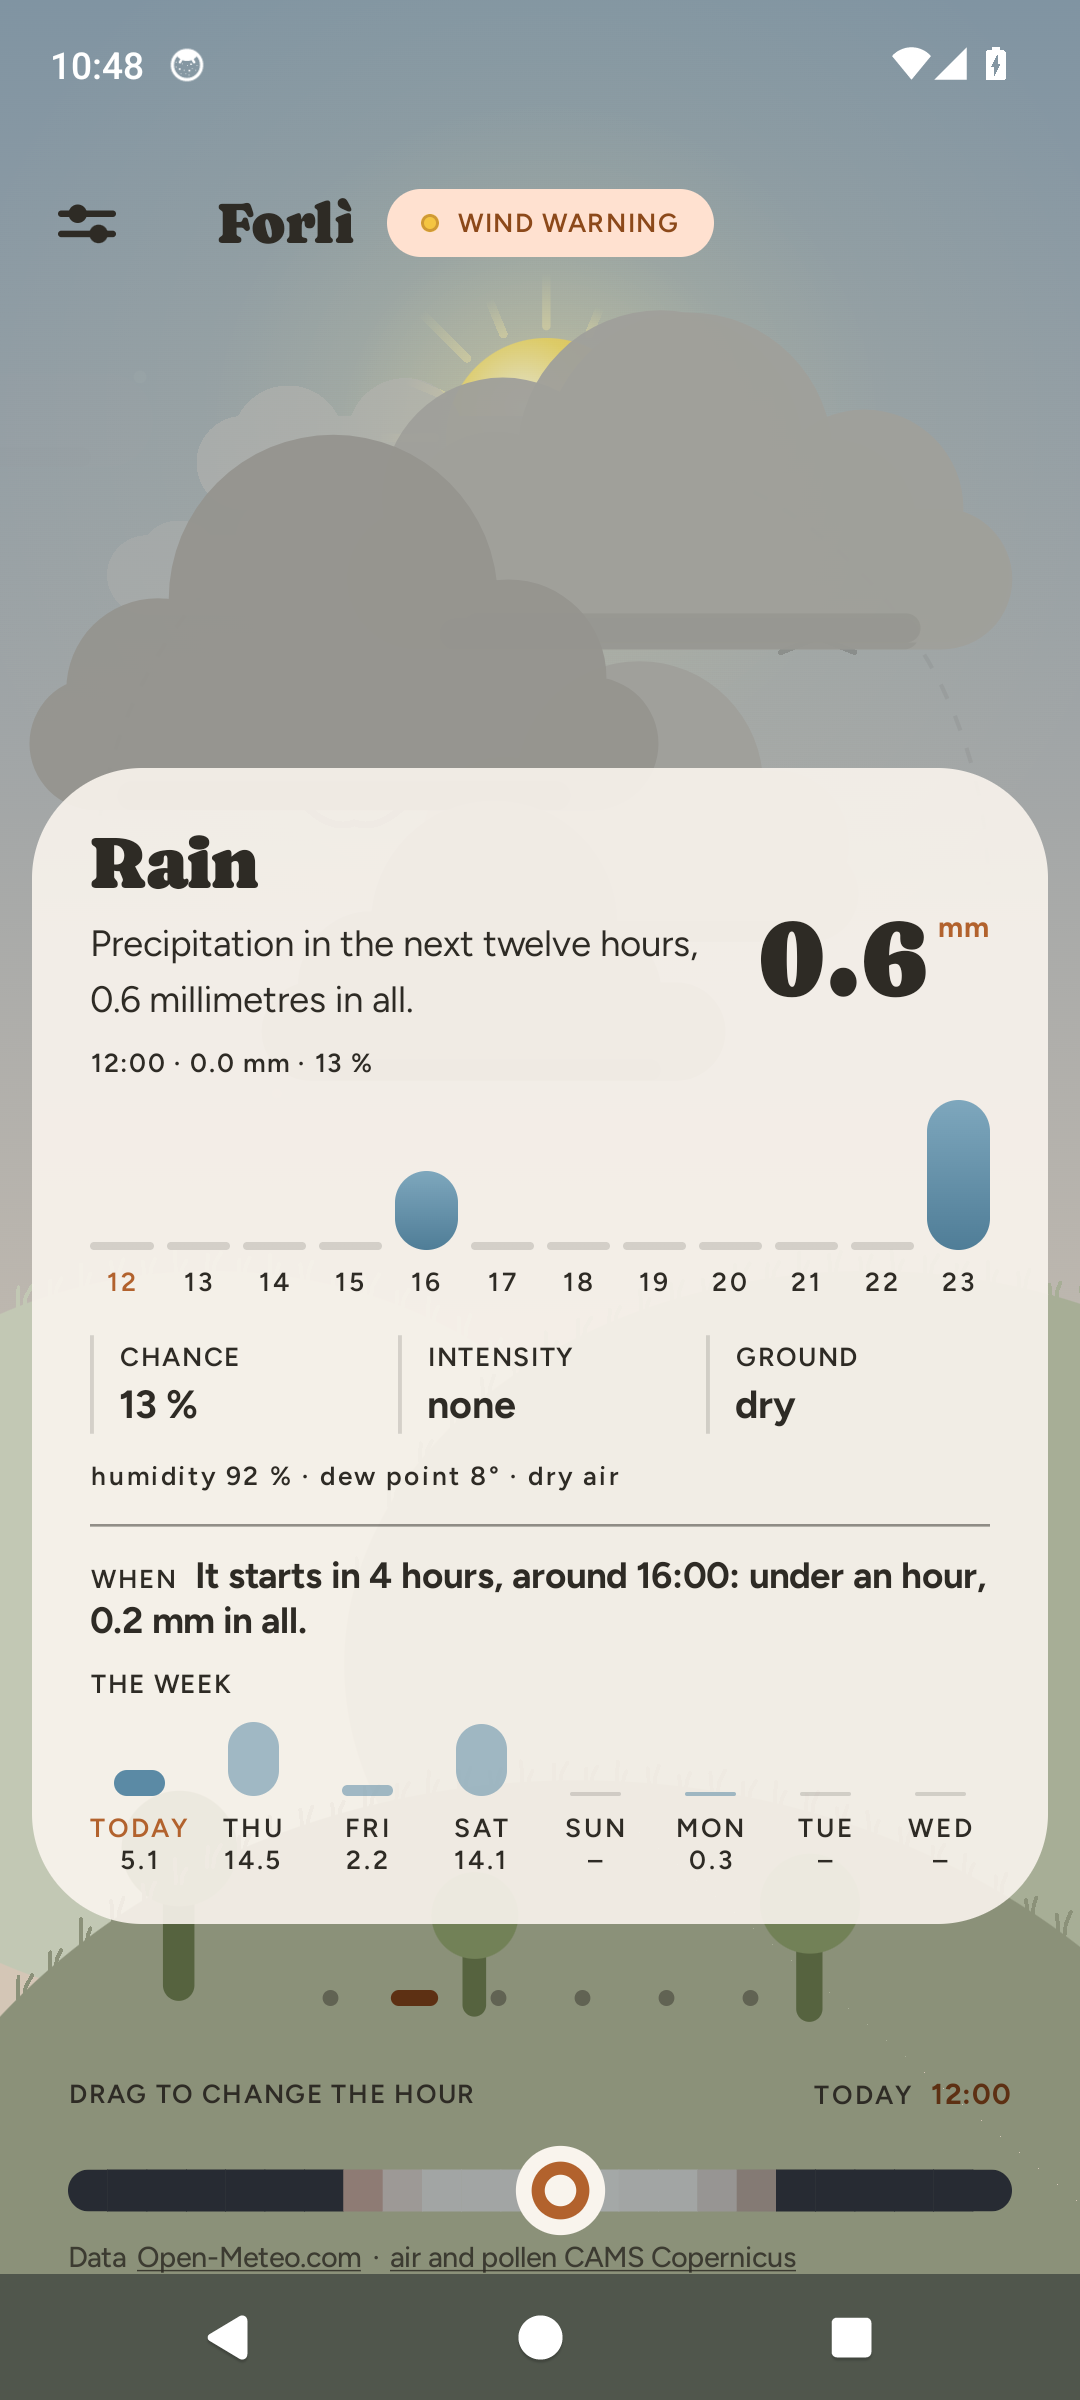 10:48
Forlì
WIND WARNING
Rain
Precipitation in the next twelve hours,
0.6 millimetres in all.
0.6 mm
12:00 · 0.0 mm · 13 %
12 13 14 15 16 17 18 19 20 21 22 23
CHANCE INTENSITY GROUND
13 % none dry
humidity 92 % · dew point 8° · dry air
WHEN It starts in 4 hours, around 16:00: under an hour,
0.2 mm in all.
THE WEEK
TODAY THU FRI SAT SUN MON TUE WED
5.1 14.5 2.2 14.1 – 0.3 – –
DRAG TO CHANGE THE HOUR
TODAY 12:00
Data Open-Meteo.com · air and pollen CAMS Copernicus